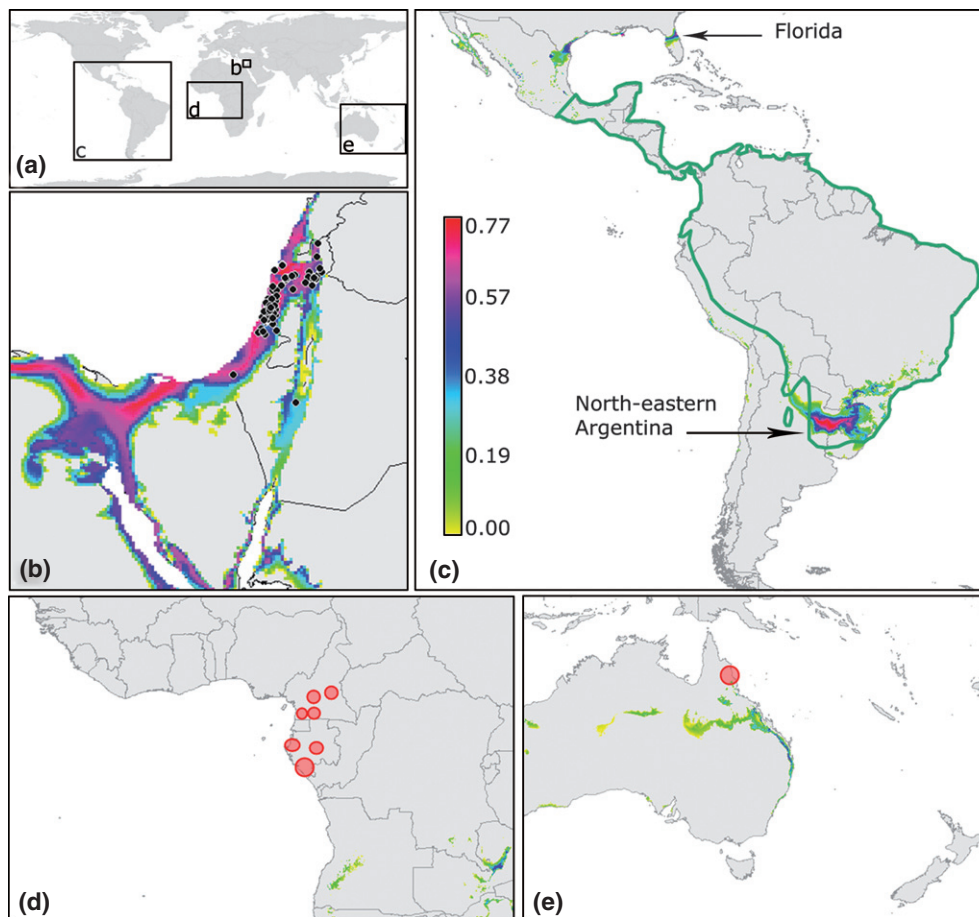 b
d
c
e
(a)
Florida
0.77
0.57
0.38
0.19
0.00
North-eastern
Argentina
(b)
(c)
(d)
(e)